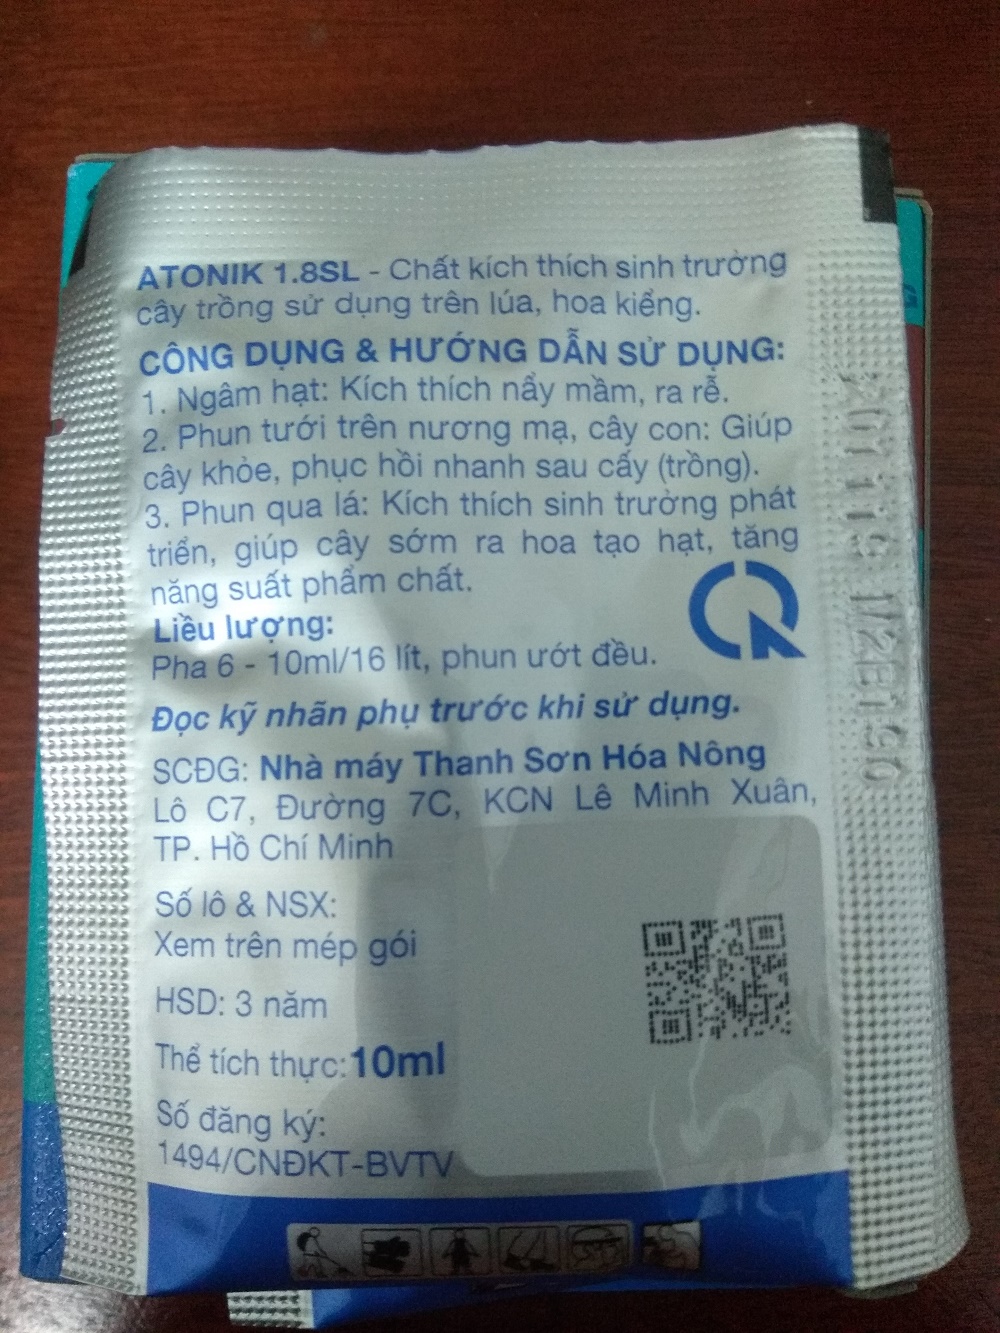 ATONIK 1.8SL - Chất kích thích sinh trưởng
cây trồng sử dụng trên lúa, hoa kiểng.
CÔNG DỤNG & HƯỚNG DẪN SỬ DỤNG:
1. Ngâm hạt: Kích thích nẩy mầm, ra rễ.
2. Phun tưới trên nương mạ, cây con: Giúp
cây khỏe, phục hồi nhanh sau cấy (trồng).
3. Phun qua lá: Kích thích sinh trưởng phát
triển, giúp cây sớm ra hoa tạo hạt, tăng
năng suất phẩm chất.
Liều lượng:
Pha 6 - 10ml/16 lít, phun ướt đều.
Đọc kỹ nhãn phụ trước khi sử dụng.
SCĐG: Nhà máy Thanh Sơn Hóa Nông
Lô C7, Đường 7C, KCN Lê Minh Xuân,
TP. Hồ Chí Minh
Số lô & NSX:
Xem trên mép gói
HSD: 3 năm
Thể tích thực: 10ml
Số đăng ký:
1494/CNĐKT-BVTV